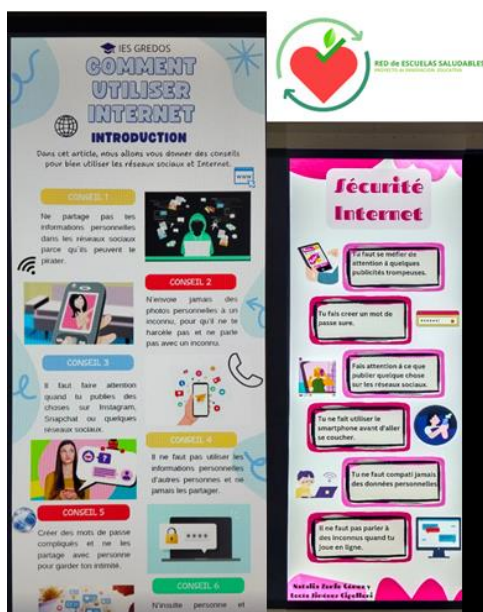 IES GREDOS
COMMENT
UTILISER
INTERNET
INTRODUCTION
Dans cet article, nous allons vous donner des conseils
pour bien utiliser les réseaux sociaux et Internet.
CONSEIL 1
Ne partage pas tes
informations personnelles
dans les réseaux sociaux
parce qu'ils peuvent le
pirater.
CONSEIL 2
N'envoie jamais des
photos personnelles à un
inconnu, pour qu'il ne te
harcèle pas et ne parle
pas avec un inconnu.
CONSEIL 3
Il faut faire attention
quand tu publies des
choses sur Instagram,
Snapchat ou quelques
réseaux sociaux.
CONSEIL 4
Il ne faut pas utiliser les
informations personnelles
d'autres personnes et ne
jamais les partager.
CONSEIL 5
Créer des mots de passe
compliqués et ne les
partage avec personne
pour garder ton intimité.
CONSEIL 6
N'insulte personne et
RED de ESCUELAS SALUDABLES
PROYECTO de INNOVACIÓN EDUCATIVA
Sécurité
Internet
Tu faut se méfier de
attention à quelques
publicités trompeuses.
Tu fais creer un mot de
passe sure.
Fais attention à ce que
publier quelque chose
sur les réseaux sociaux.
Tu ne fait utiliser le
smartphone avant d'aller
se coucher.
Tu ne faut compati jamais
des données personnelles
Il ne faut pas parler à
des inconnus quand tu
joue en ligne.
Natalia